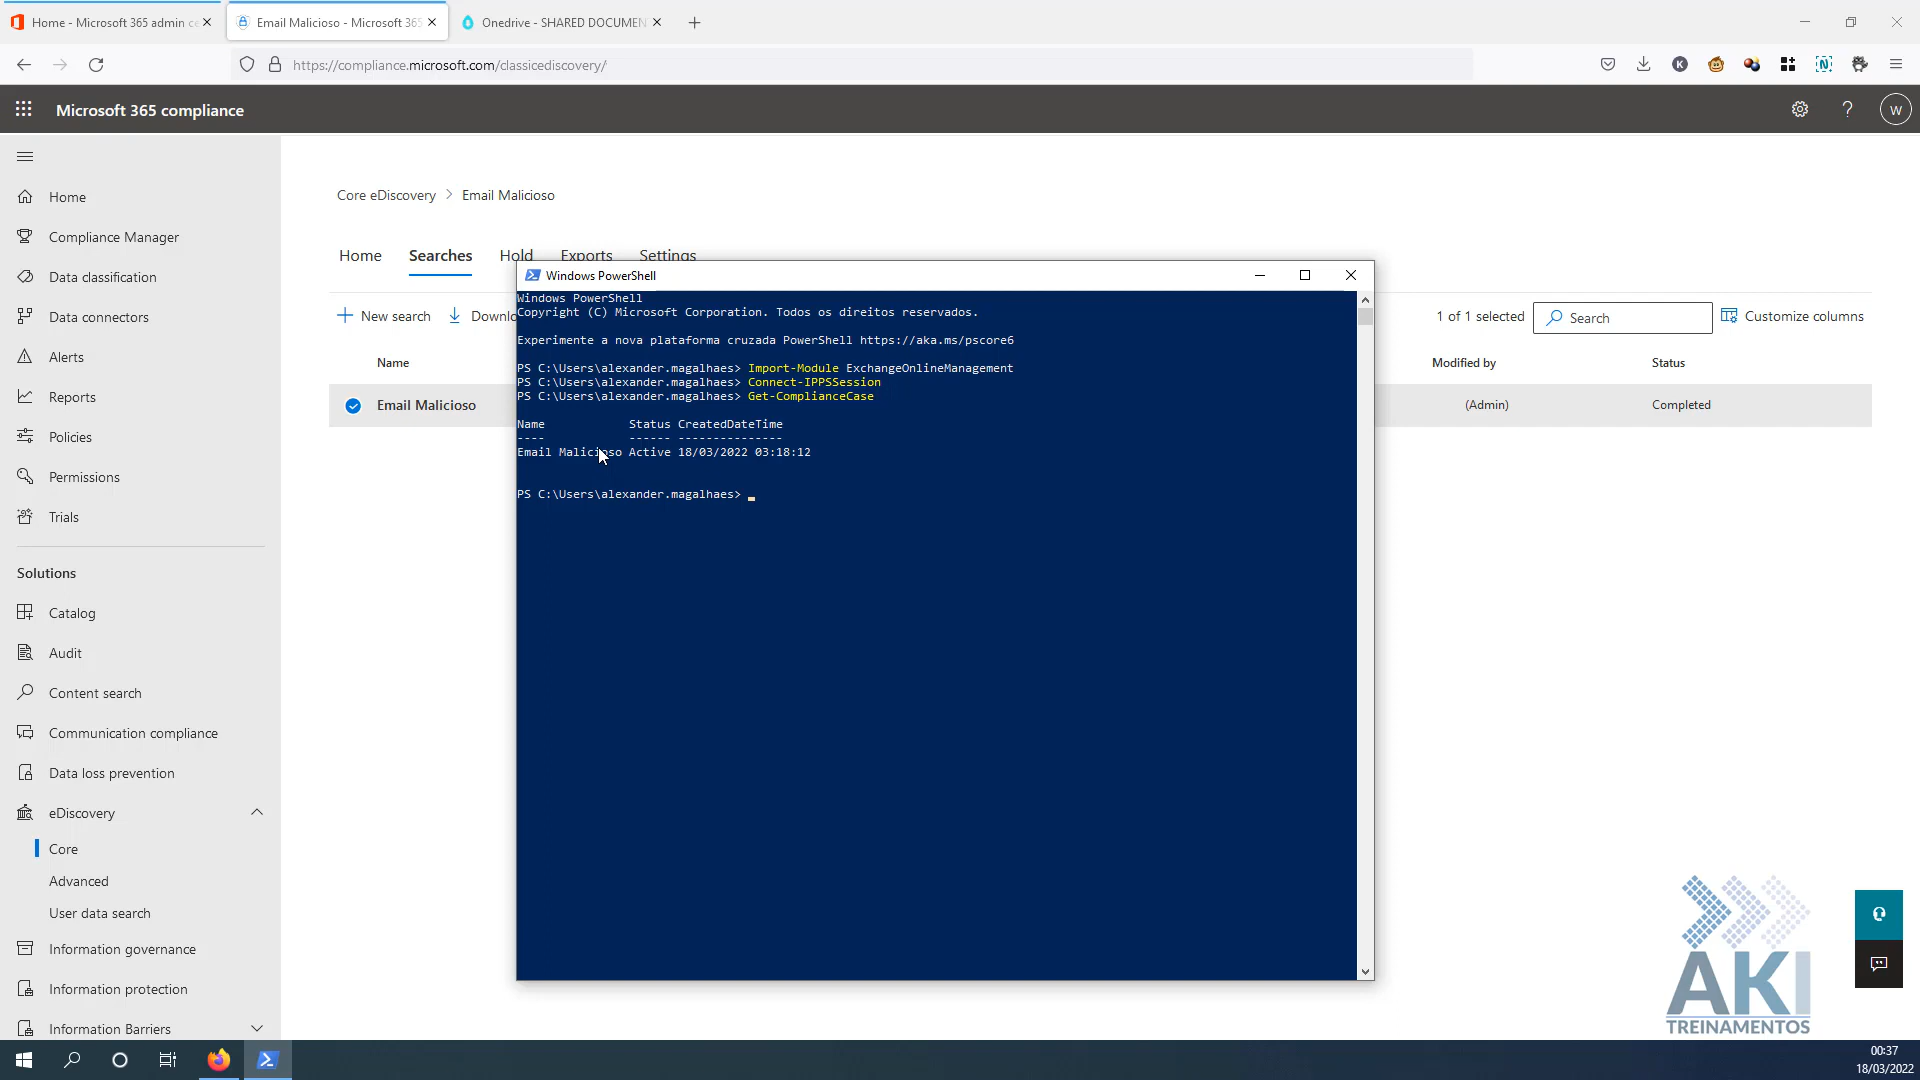 Home - Microsoft 365 admin ce
Email Malicioso - Microsoft 365
Onedrive - SHARED DOCUMEN
https://compliance.microsoft.com/classicediscovery/
Microsoft 365 compliance
W
Home
Compliance Manager
Data classification
Data connectors
Alerts
Reports
Policies
Permissions
Trials
Solutions
Catalog
Audit
Content search
Communication compliance
Data loss prevention
eDiscovery
Core
Advanced
User data search
Information governance
Information protection
Information Barriers
Core eDiscovery > Email Malicioso
Home Searches Hold Exports Settings
New search Downlo
1 of 1 selected Search Customize columns
Name Modified by Status
Email Malicioso (Admin) Completed
Windows PowerShell
Windows PowerShell
Copyright (C) Microsoft Corporation. Todos os direitos reservados.
Experimente a nova plataforma cruzada PowerShell https://aka.ms/pscore6
PS C:\Users\alexander.magalhaes> Import-Module ExchangeOnlineManagement
PS C:\Users\alexander.magalhaes> Connect-IPPSSession
PS C:\Users\alexander.magalhaes> Get-ComplianceCase
Name Status CreatedDateTime
---- ------ ---------------
Email Malicioso Active 18/03/2022 03:18:12
PS C:\Users\alexander.magalhaes> _
AKI
TREINAMENTOS
00:37
18/03/2022